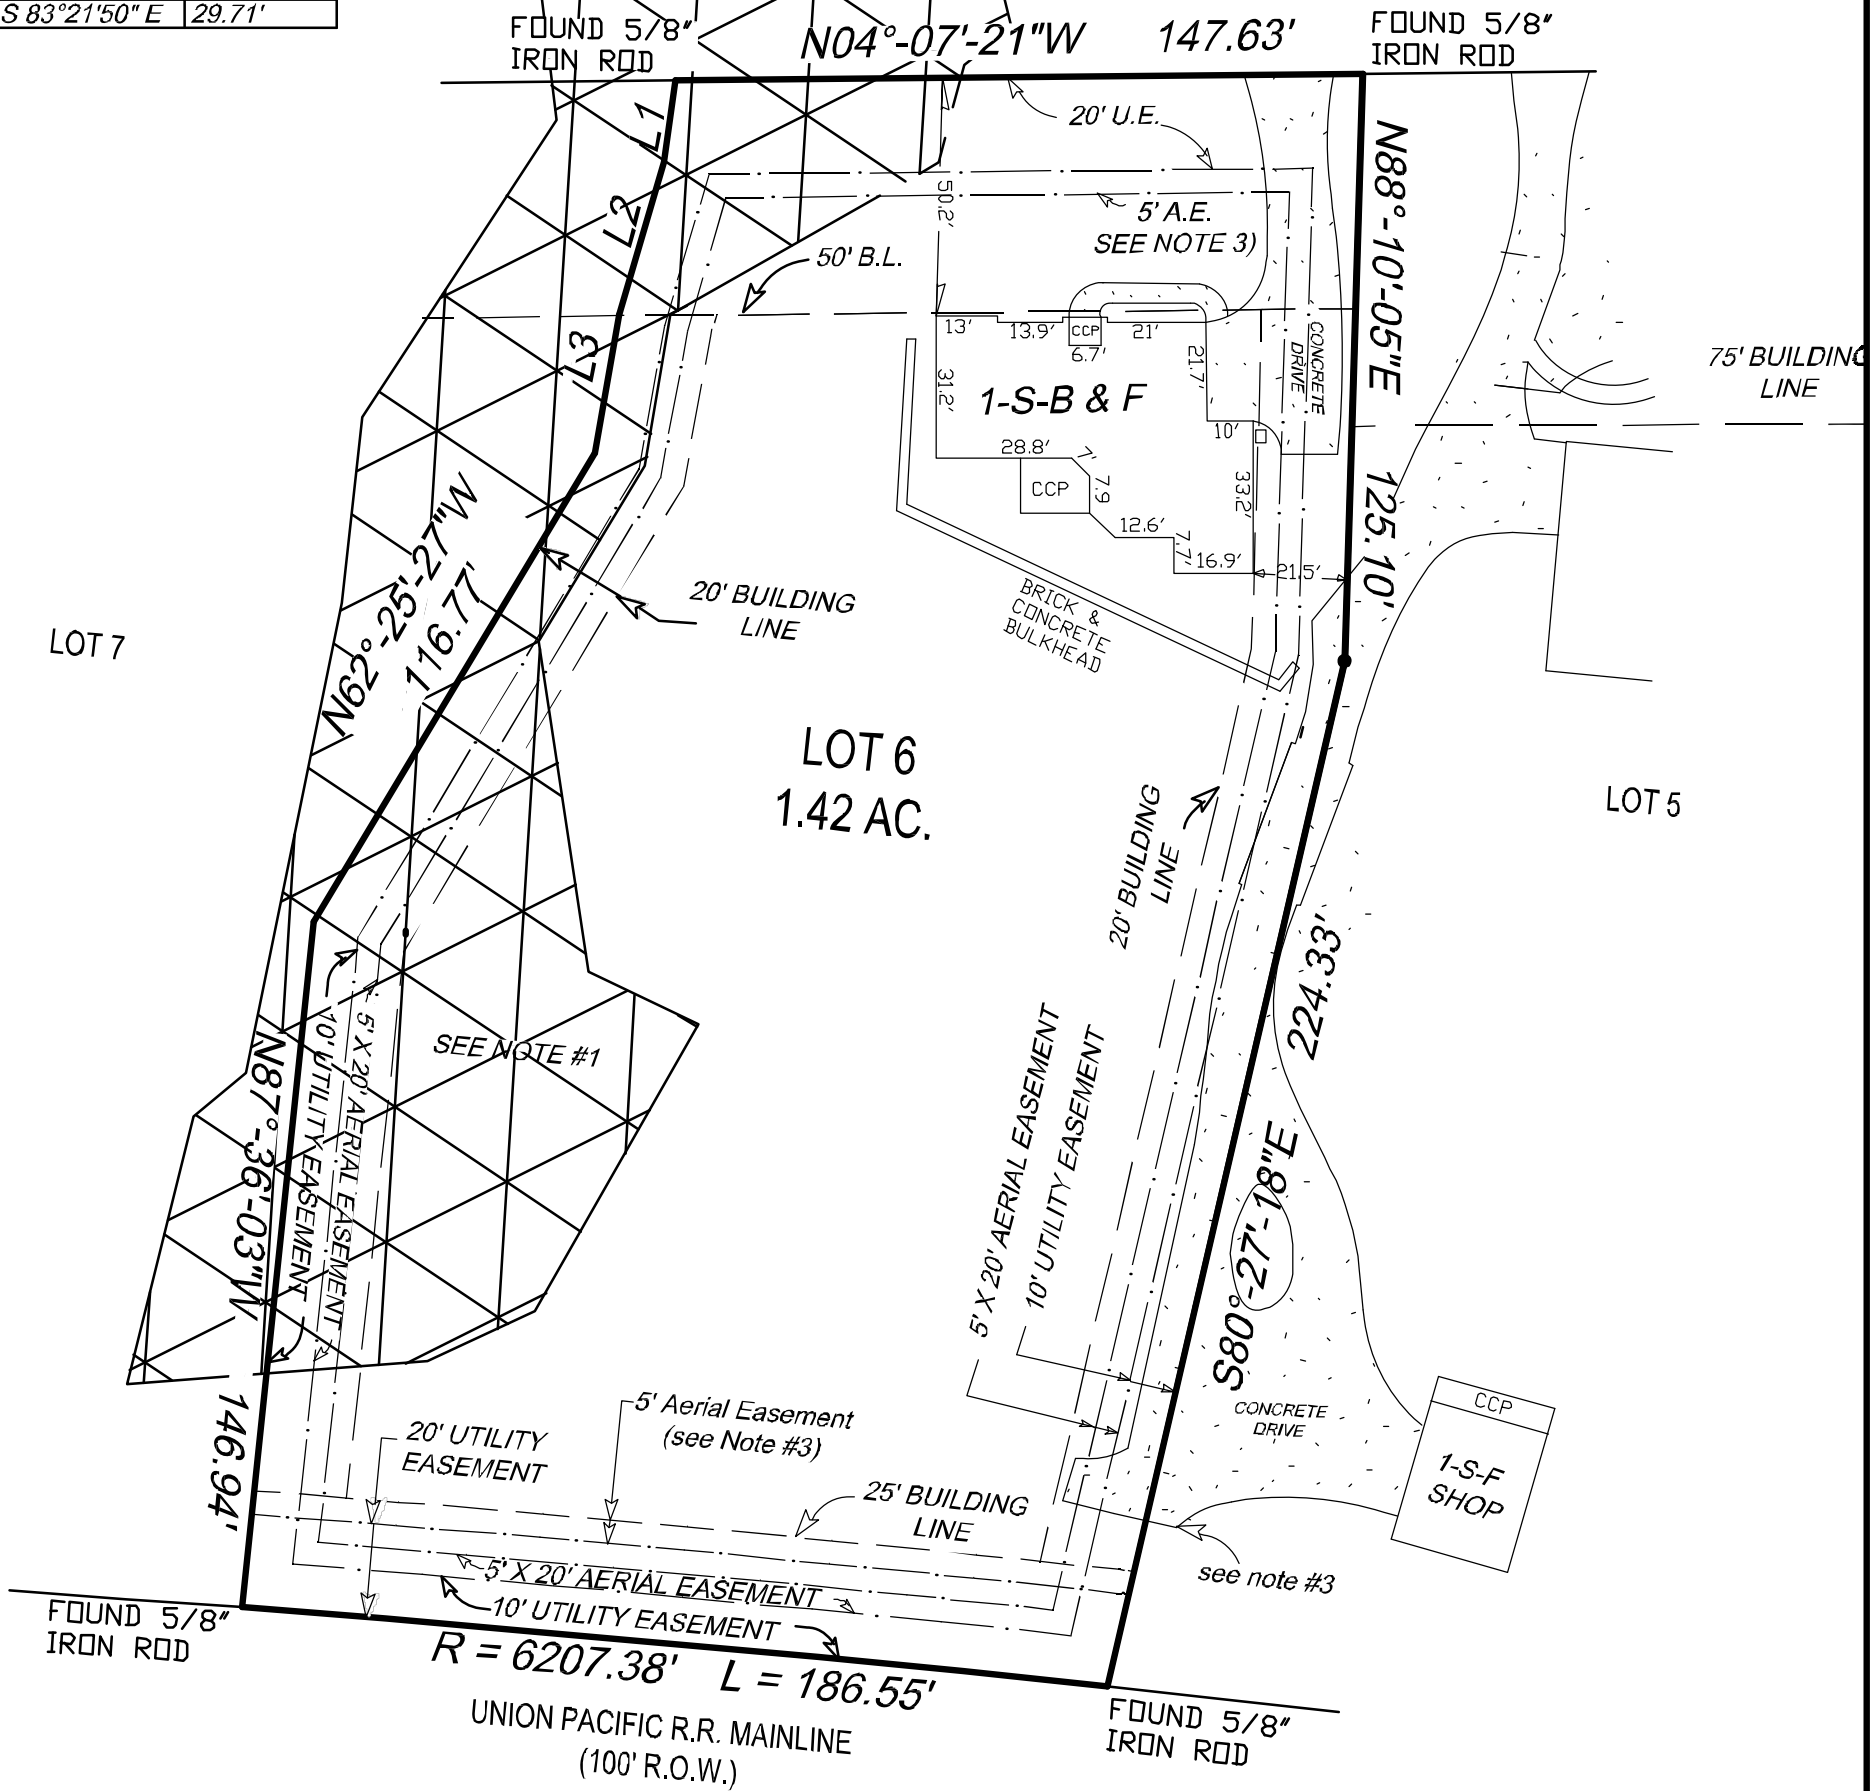 S 83°21'50" E 29.71'
FOUND 5/8"
IRON ROD
N04°-07'-21"W 147.63'
FOUND 5/8"
IRON ROD
L1
20' U.E.
N88°-10'-05"E 125.10'
L2
50.2'
5' A.E.
SEE NOTE 3)
50' B.L.
L3
13'
13.9'
CCP
6.7'
21'
21.7'
CONCRETE
DRIVE
75' BUILDING
LINE
31.2'
1-S-B & F
10'
28.8'
7'
7.9
CCP
33.2'
12.6'
7.7'
16.9'
21.5'
N62°-25'-27"W
116.77'
20' BUILDING
LINE
BRICK &
CONCRETE
BULKHEAD
LOT 7
LOT 6
1.42 AC.
LOT 5
20' BUILDING
LINE
224.33'
SEE NOTE #1
5' X 20' AERIAL EASEMENT
10' UTILITY EASEMENT
N87°-36'-03"W
146.94'
5' X 20' AERIAL EASEMENT
10' UTILITY EASEMENT
S80°-27'-18"E
CONCRETE
DRIVE
CCP
1-S-F
SHOP
20' UTILITY
EASEMENT
5' Aerial Easement
(see Note #3)
25' BUILDING
LINE
see note #3
5' X 20' AERIAL EASEMENT
10' UTILITY EASEMENT
FOUND 5/8"
IRON ROD
R = 6207.38' L = 186.55'
UNION PACIFIC R.R. MAINLINE
(100' R.O.W.)
FOUND 5/8"
IRON ROD